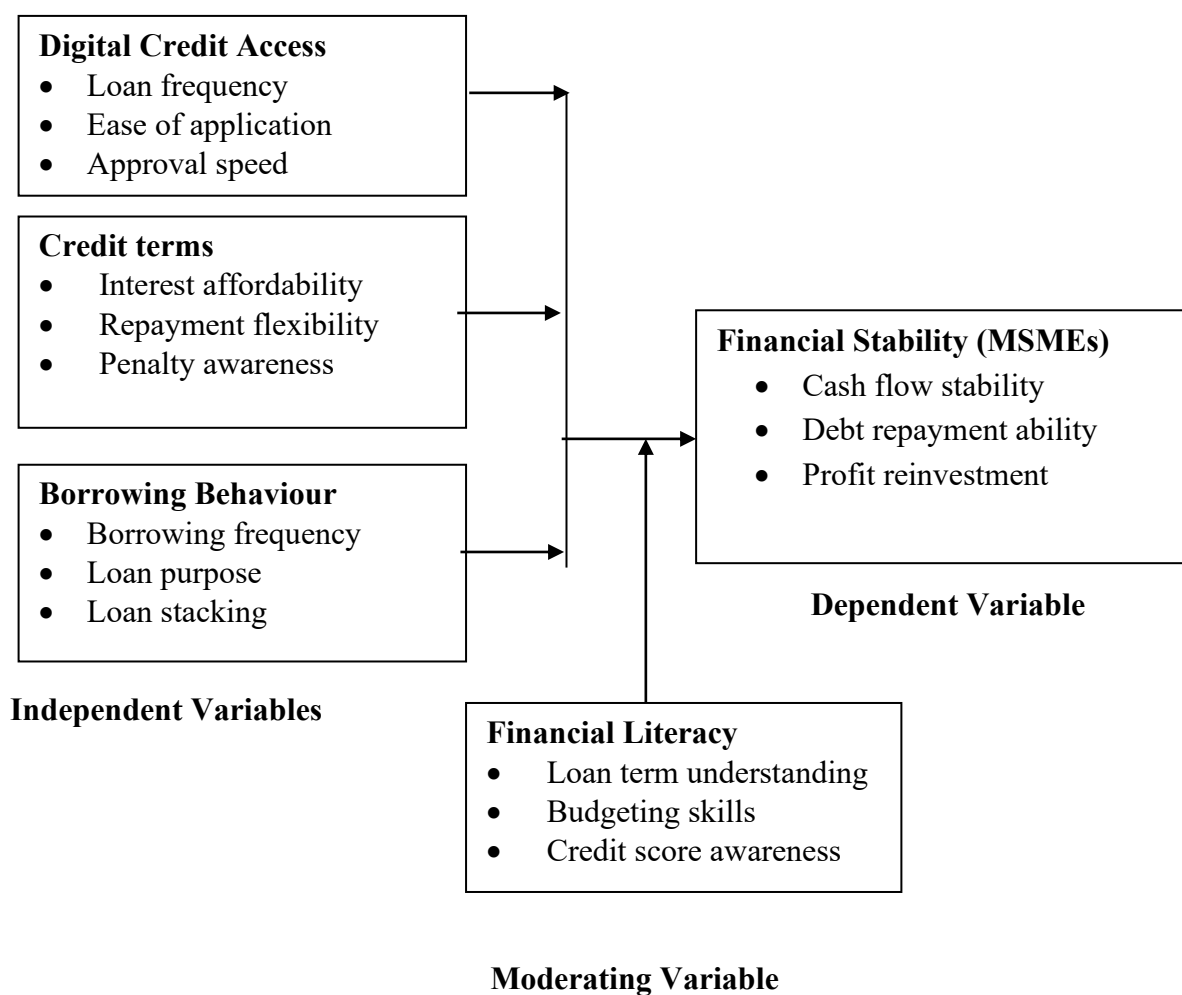 Digital Credit Access
• Loan frequency
• Ease of application
• Approval speed
Credit terms
• Interest affordability
• Repayment flexibility
• Penalty awareness
Borrowing Behaviour
• Borrowing frequency
• Loan purpose
• Loan stacking
Independent Variables
Financial Stability (MSMEs)
• Cash flow stability
• Debt repayment ability
• Profit reinvestment
Dependent Variable
Financial Literacy
• Loan term understanding
• Budgeting skills
• Credit score awareness
Moderating Variable